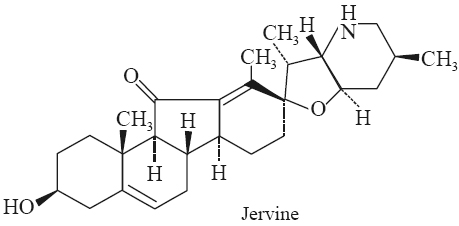 H
CH3 H N
CH3 CH3
O
O H
CH3 H
H H
HO
Jervine